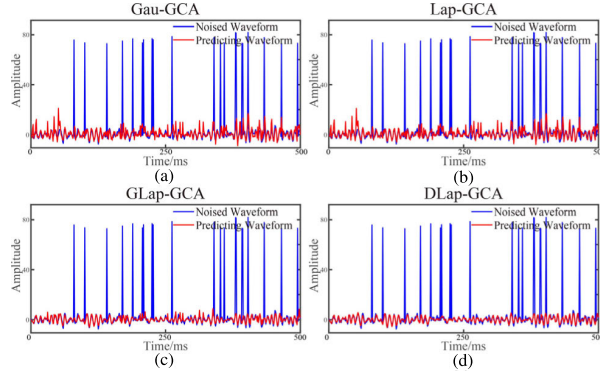 Gau-GCA
Noised Waveform
Predicting Waveform
Amplitude
80
40
0
0 250 500
Time/ms
(a)
Lap-GCA
Noised Waveform
Predicting Waveform
Amplitude
80
40
0
0 250 500
Time/ms
(b)
GLap-GCA
Noised Waveform
Predicting Waveform
Amplitude
80
40
0
0 250 500
Time/ms
(c)
DLap-GCA
Noised Waveform
Predicting Waveform
Amplitude
80
40
0
0 250 500
Time/ms
(d)